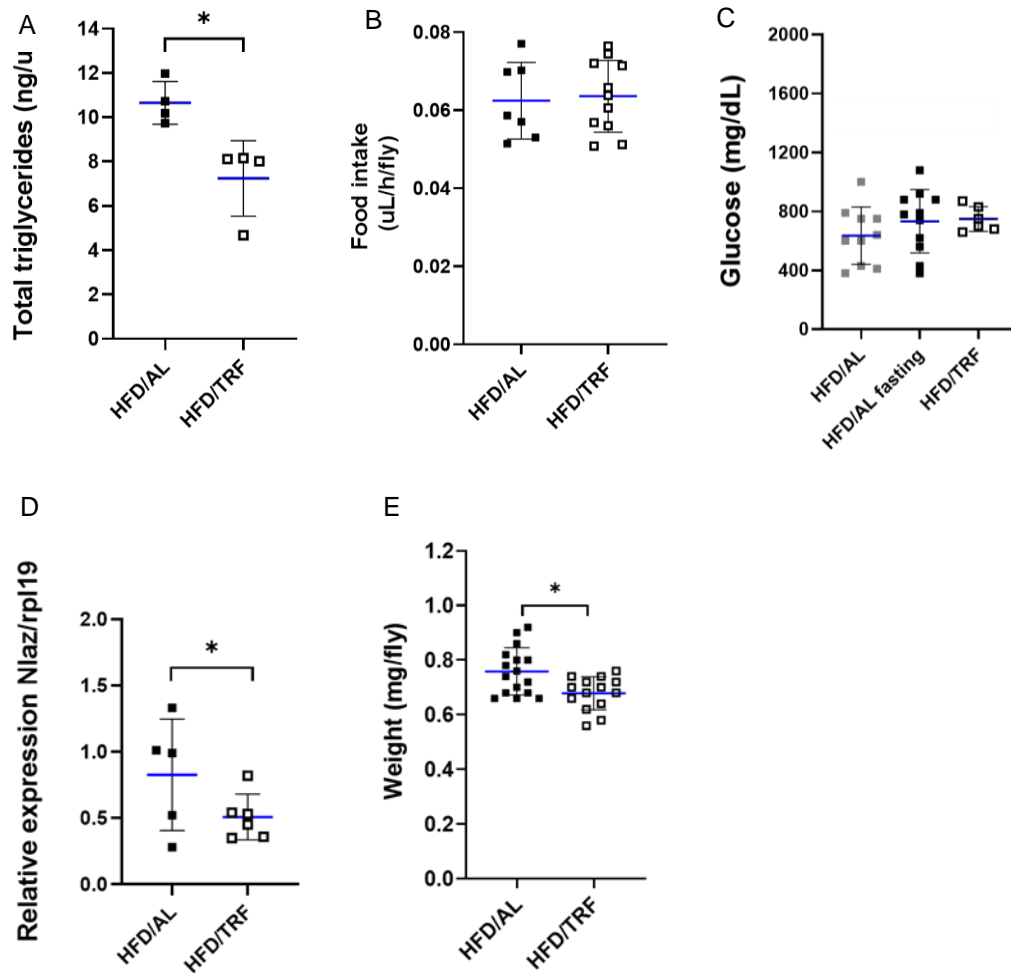 A
Total triglycerides (ng/u
14
12
10
8
6
4
2
0
*
HFD/AL
HFD/TRF
B
Food intake
(uL/h/fly)
0.08
0.06
0.04
0.02
0.00
HFD/AL
HFD/TRF
C
Glucose (mg/dL)
2000
1600
1200
800
400
0
HFD/AL
HFD/AL fasting
HFD/TRF
D
Relative expression Nlaz/rpl19
2.0
1.5
1.0
0.5
0.0
*
HFD/AL
HFD/TRF
E
Weight (mg/fly)
1.2
1.0
0.8
0.6
0.4
0.2
0.0
*
HFD/AL
HFD/TRF